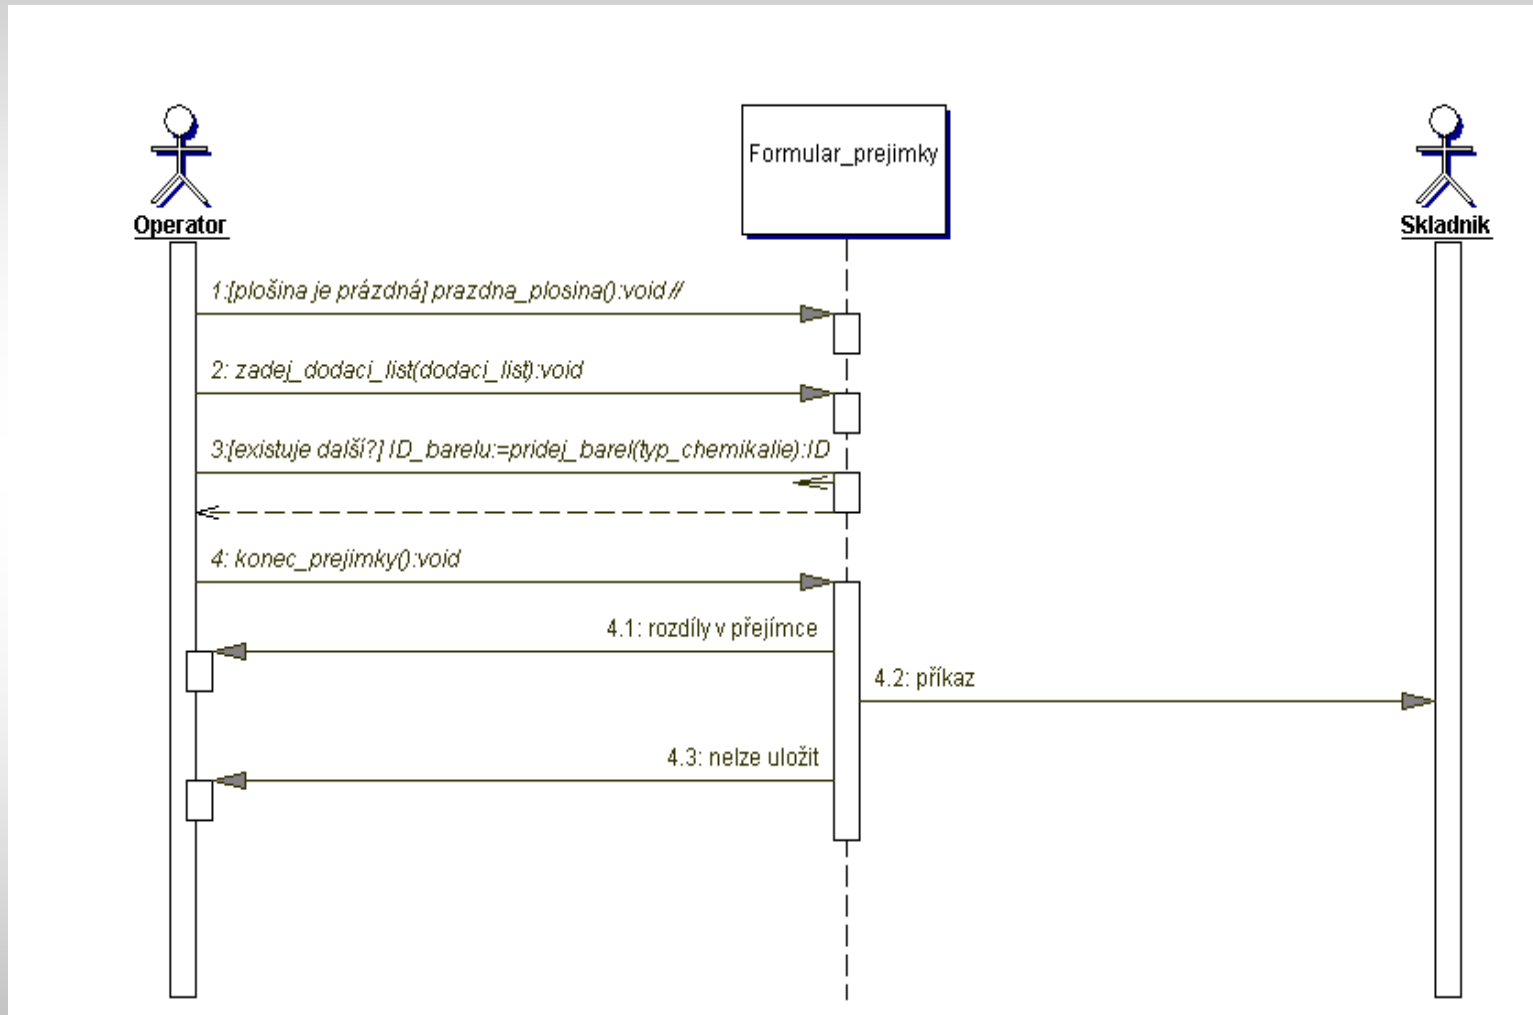 Formular_prejimky
Operator
Skladnik
1:[plošina je prázdná] prazdna_plosina():void //
2: zadej_dodaci_list(dodaci_list):void
3:[existuje další?] ID_barelu:=pridej_barel(typ_chemikalie):ID
4: konec_prejimky():void
4.1: rozdíly v přejímce
4.2: příkaz
4.3: nelze uložit